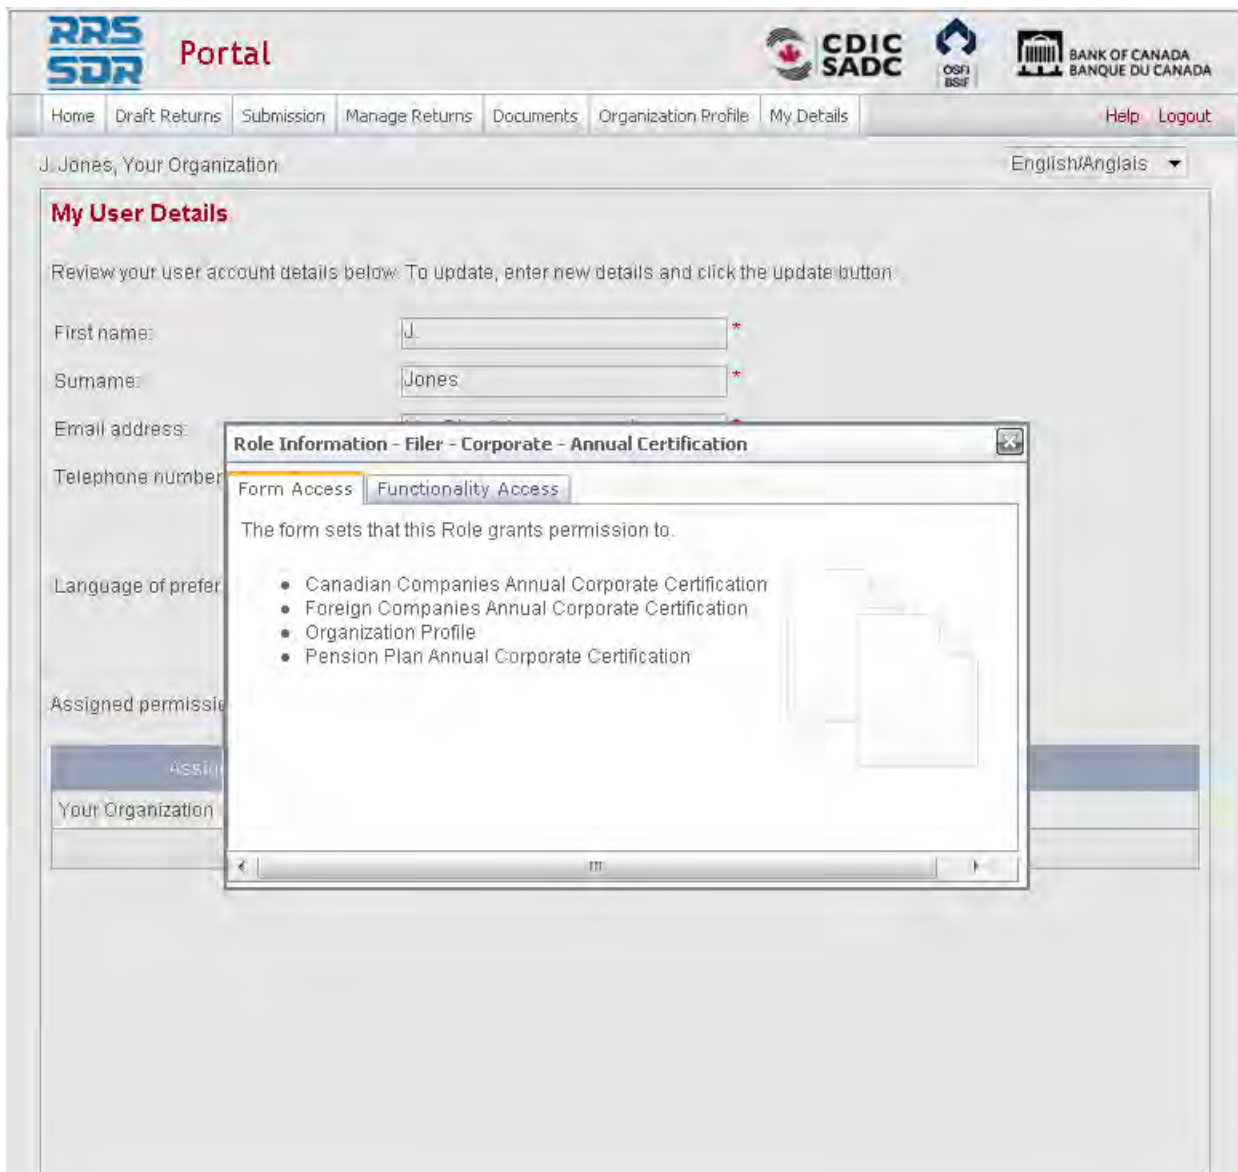 RRS
SDR
Portal
CDIC
SADC
OSFI
BSIF
BANK OF CANADA
BANQUE DU CANADA
Home Draft Returns Submission Manage Returns Documents Organization Profile My Details Help Logout
J. Jones, Your Organization English/Anglais
My User Details
Review your user account details below. To update, enter new details and click the update button.
First name: J. *
Surname: Jones *
Email address:
Role Information - Filer - Corporate - Annual Certification
Telephone number
Form Access Functionality Access
The form sets that this Role grants permission to.
Language of prefer
• Canadian Companies Annual Corporate Certification
• Foreign Companies Annual Corporate Certification
• Organization Profile
• Pension Plan Annual Corporate Certification
Assigned permissio
Assig
Your Organization